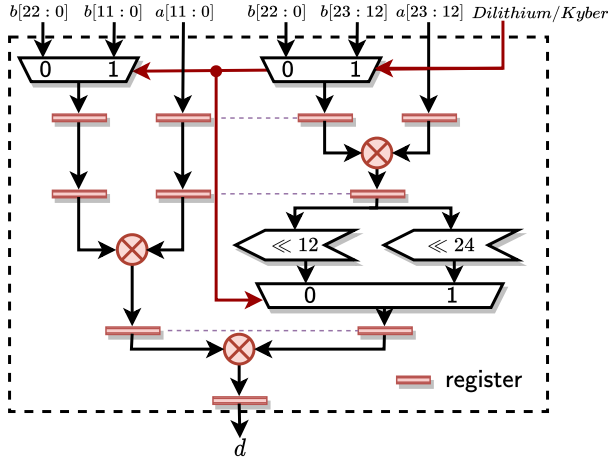 b[22 : 0] b[11 : 0] a[11 : 0] b[22 : 0] b[23 : 12] a[23 : 12] Dilithium/Kyber
0 1 0 1
≪ 12 ≪ 24
0 1
register
d